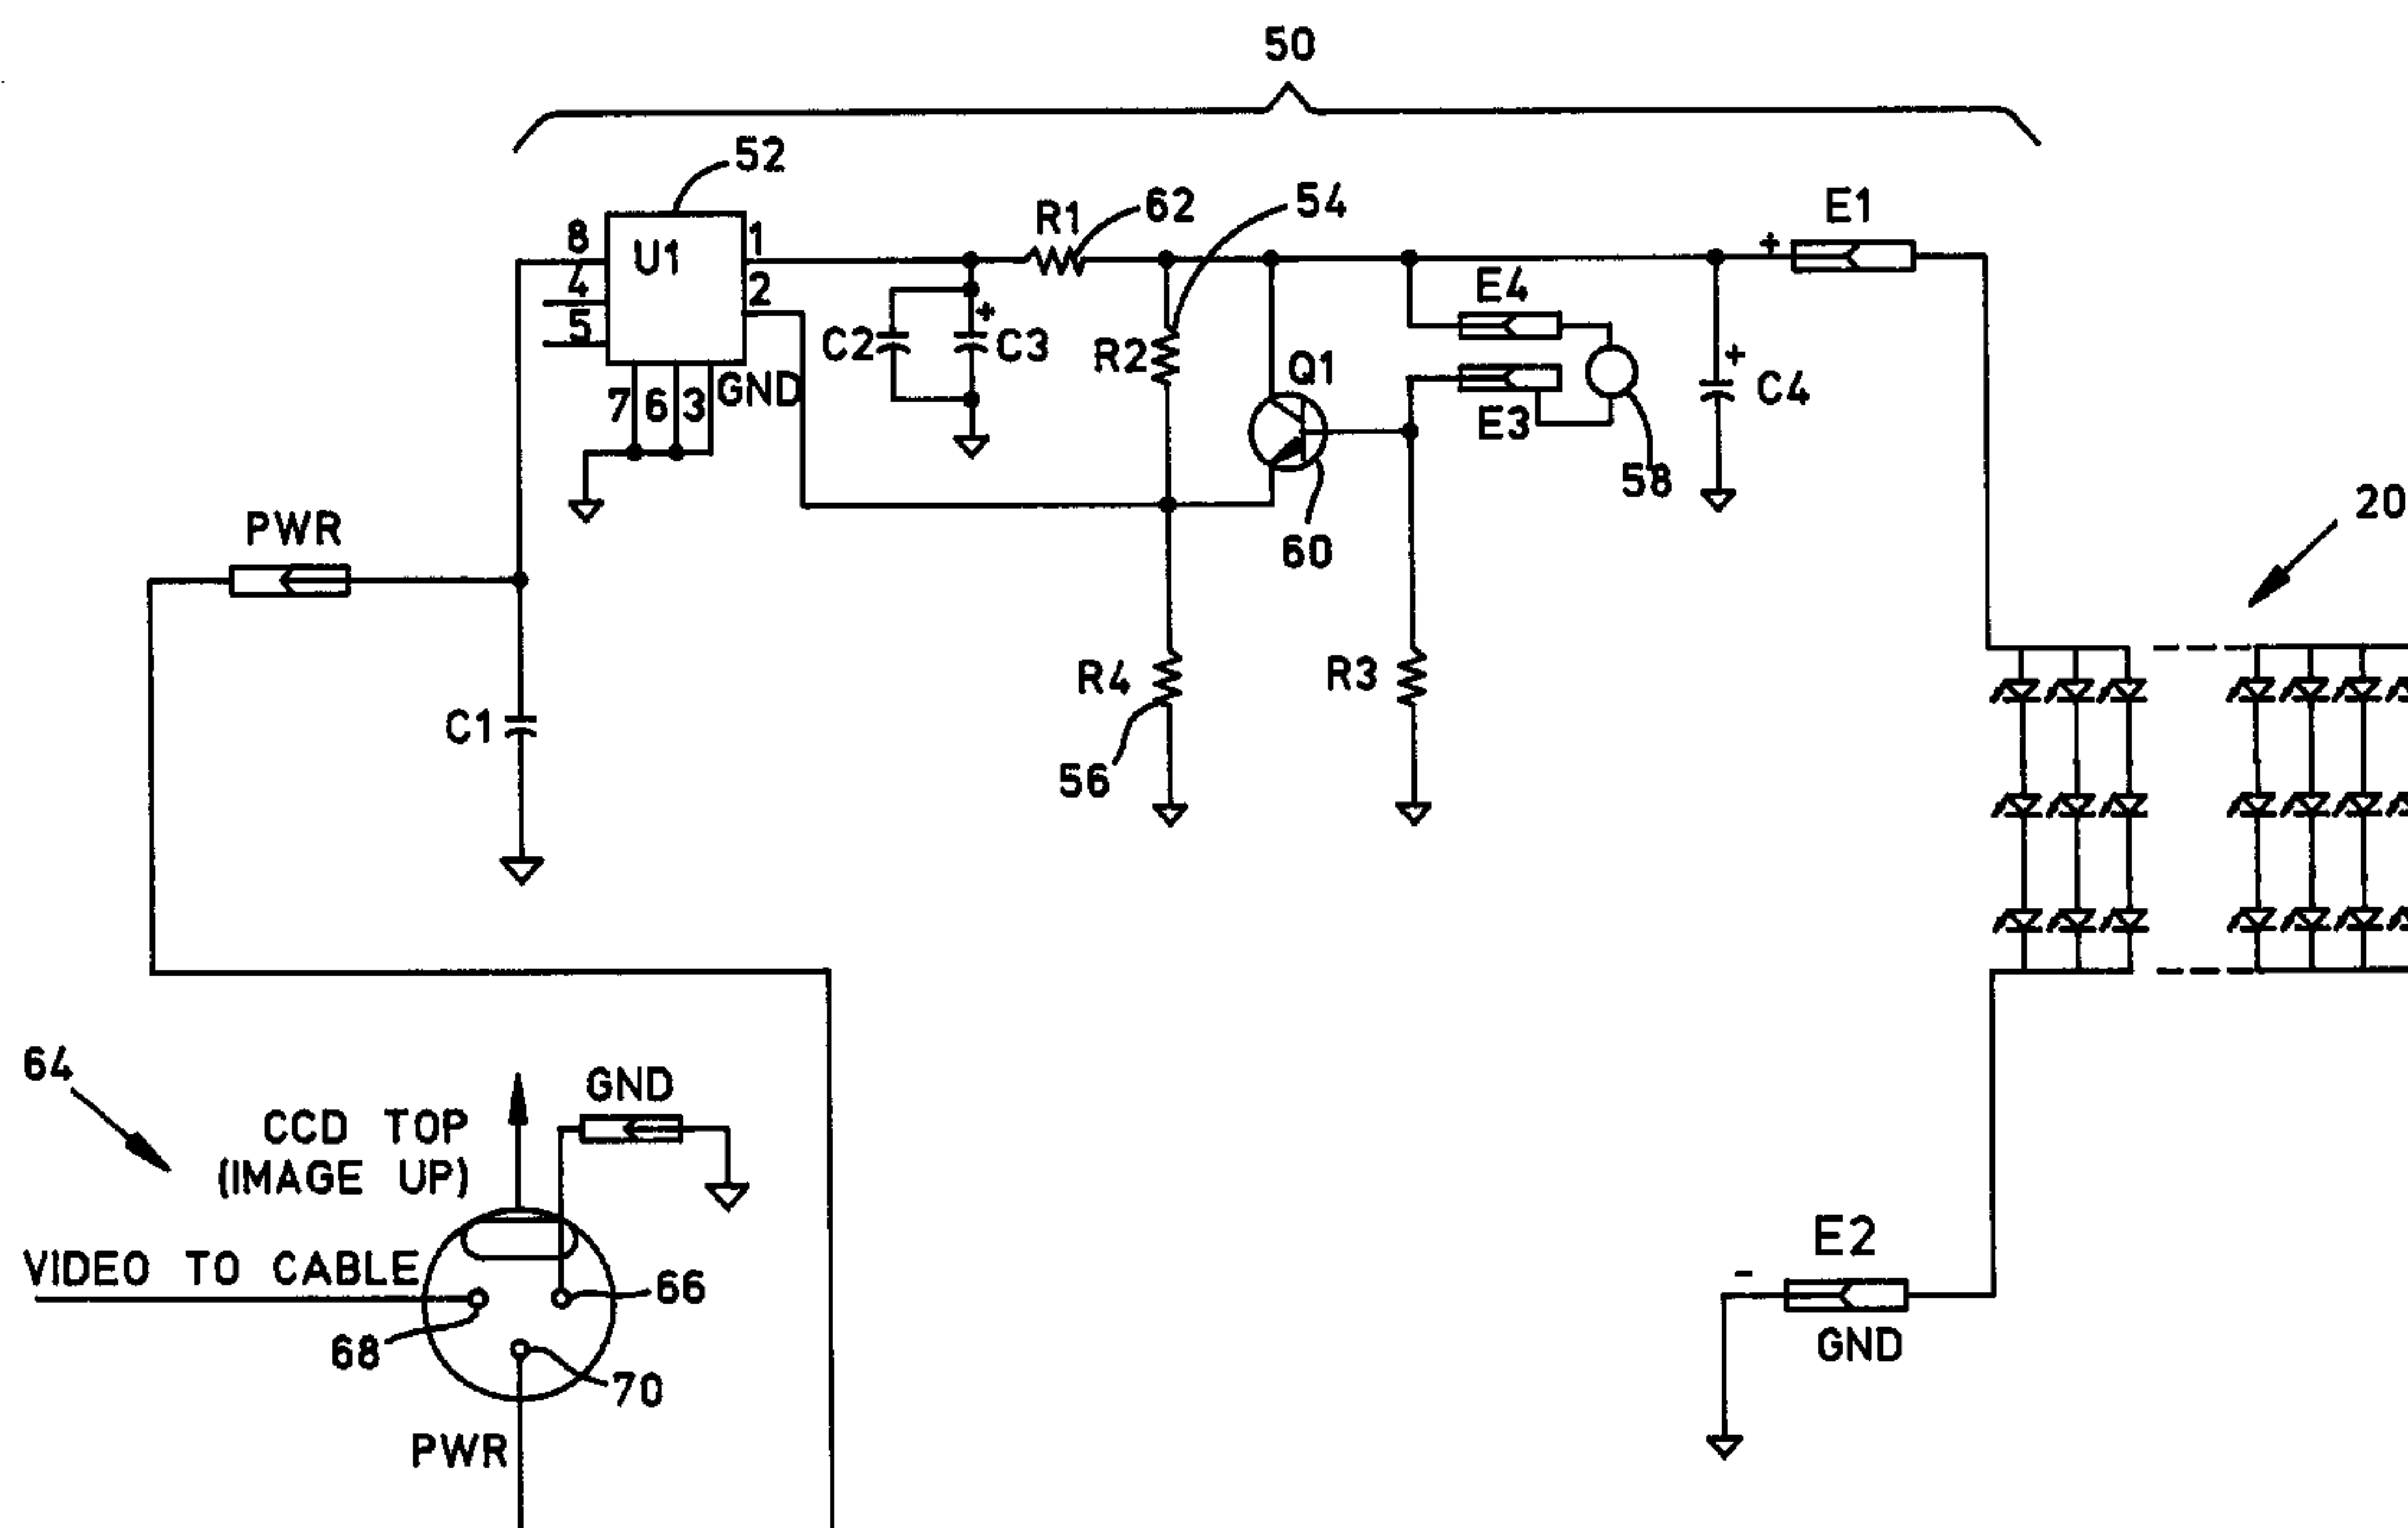 50
52
8
4
5
U1
1
2
7
6
3
GND
R1
62
54
E1
+
C2
+
C3
R2
Q1
E4
E3
58
+
C4
60
20
PWR
C1
R4
56
R3
64
CCD TOP
(IMAGE UP)
GND
VIDEO TO CABLE
66
68
70
PWR
E2
-
GND